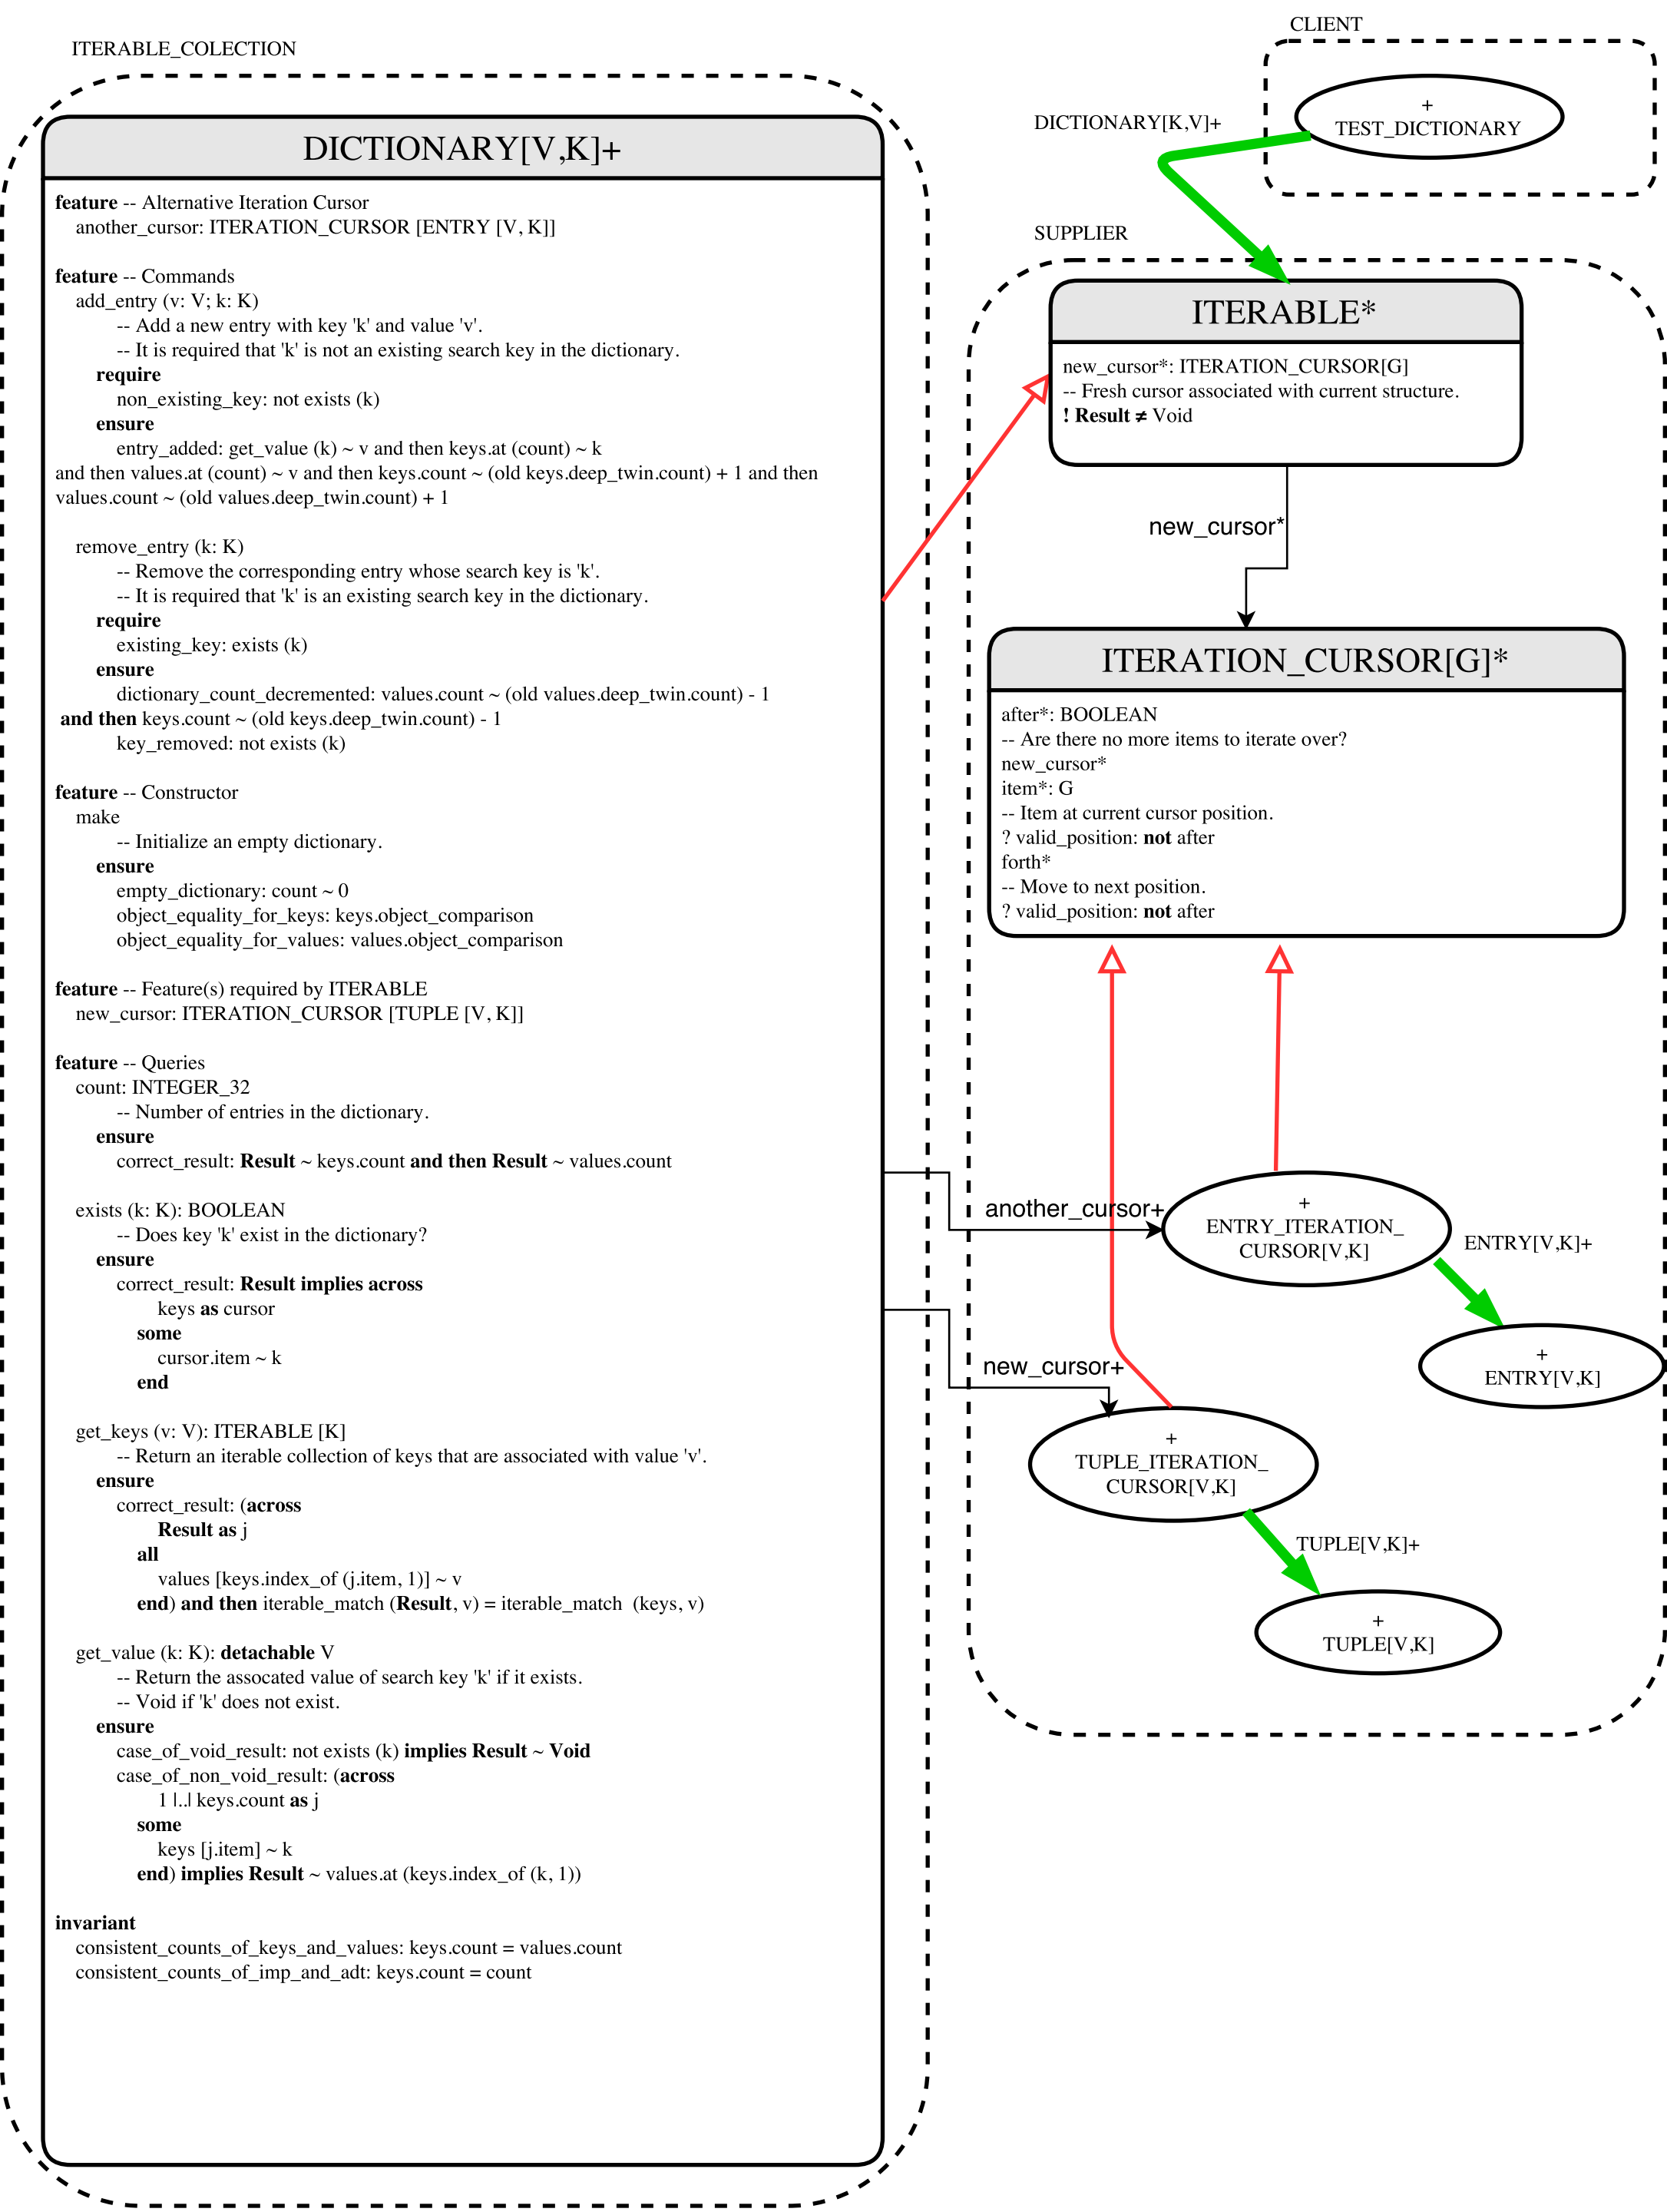 ITERABLE_COLECTION
DICTIONARY[V,K]+
feature -- Alternative Iteration Cursor
another_cursor: ITERATION_CURSOR [ENTRY [V, K]]
feature -- Commands
add_entry (v: V; k: K)
-- Add a new entry with key 'k' and value 'v'.
-- It is required that 'k' is not an existing search key in the dictionary.
require
non_existing_key: not exists (k)
ensure
entry_added: get_value (k) ~ v and then keys.at (count) ~ k
and then values.at (count) ~ v and then keys.count ~ (old keys.deep_twin.count) + 1 and then
values.count ~ (old values.deep_twin.count) + 1
remove_entry (k: K)
-- Remove the corresponding entry whose search key is 'k'.
-- It is required that 'k' is an existing search key in the dictionary.
require
existing_key: exists (k)
ensure
dictionary_count_decremented: values.count ~ (old values.deep_twin.count) - 1
and then keys.count ~ (old keys.deep_twin.count) - 1
key_removed: not exists (k)
feature -- Constructor
make
-- Initialize an empty dictionary.
ensure
empty_dictionary: count ~ 0
object_equality_for_keys: keys.object_comparison
object_equality_for_values: values.object_comparison
feature -- Feature(s) required by ITERABLE
new_cursor: ITERATION_CURSOR [TUPLE [V, K]]
feature -- Queries
count: INTEGER_32
-- Number of entries in the dictionary.
ensure
correct_result: Result ~ keys.count and then Result ~ values.count
exists (k: K): BOOLEAN
-- Does key 'k' exist in the dictionary?
ensure
correct_result: Result implies across
keys as cursor
some
cursor.item ~ k
end
get_keys (v: V): ITERABLE [K]
-- Return an iterable collection of keys that are associated with value 'v'.
ensure
correct_result: (across
Result as j
all
values [keys.index_of (j.item, 1)] ~ v
end) and then iterable_match (Result, v) = iterable_match  (keys, v)
get_value (k: K): detachable V
-- Return the assocated value of search key 'k' if it exists.
-- Void if 'k' does not exist.
ensure
case_of_void_result: not exists (k) implies Result ~ Void
case_of_non_void_result: (across
1 |..| keys.count as j
some
keys [j.item] ~ k
end) implies Result ~ values.at (keys.index_of (k, 1))
invariant
consistent_counts_of_keys_and_values: keys.count = values.count
consistent_counts_of_imp_and_adt: keys.count = count
CLIENT
+
TEST_DICTIONARY
DICTIONARY[K,V]+
SUPPLIER
ITERABLE*
new_cursor*: ITERATION_CURSOR[G]
-- Fresh cursor associated with current structure.
! Result ≠ Void
new_cursor*
ITERATION_CURSOR[G]*
after*: BOOLEAN
-- Are there no more items to iterate over?
new_cursor*
item*: G
-- Item at current cursor position.
? valid_position: not after
forth*
-- Move to next position.
? valid_position: not after
another_cursor+
+
ENTRY_ITERATION_
CURSOR[V,K]
ENTRY[V,K]+
+
ENTRY[V,K]
new_cursor+
+
TUPLE_ITERATION_
CURSOR[V,K]
TUPLE[V,K]+
+
TUPLE[V,K]